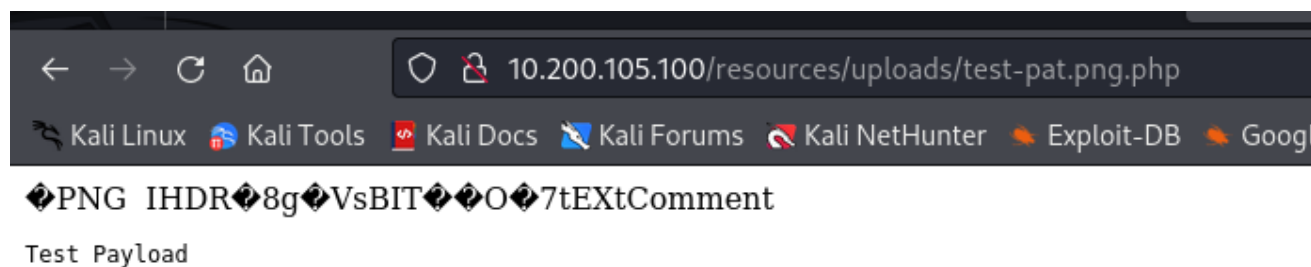 10.200.105.100/resources/uploads/test-pat.png.php
Kali Linux Kali Tools Kali Docs Kali Forums Kali NetHunter Exploit-DB Googl
�PNG IHDR�8g�VsBIT��O�7tEXtComment
Test Payload